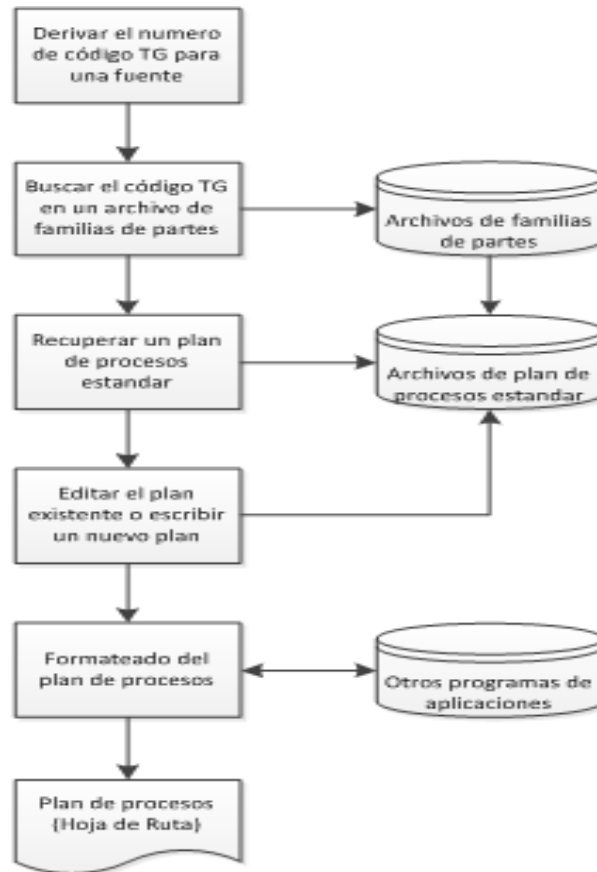 Derivar el numero
de código TG para
una fuente
Buscar el código TG
en un archivo de
familias de partes
Archivos de familias
de partes
Recuperar un plan
de procesos
estandar
Archivos de plan de
procesos estandar
Editar el plan
existente o escribir
un nuevo plan
Formateado del
plan de procesos
Otros programas de
aplicaciones
Plan de procesos
(Hoja de Ruta)